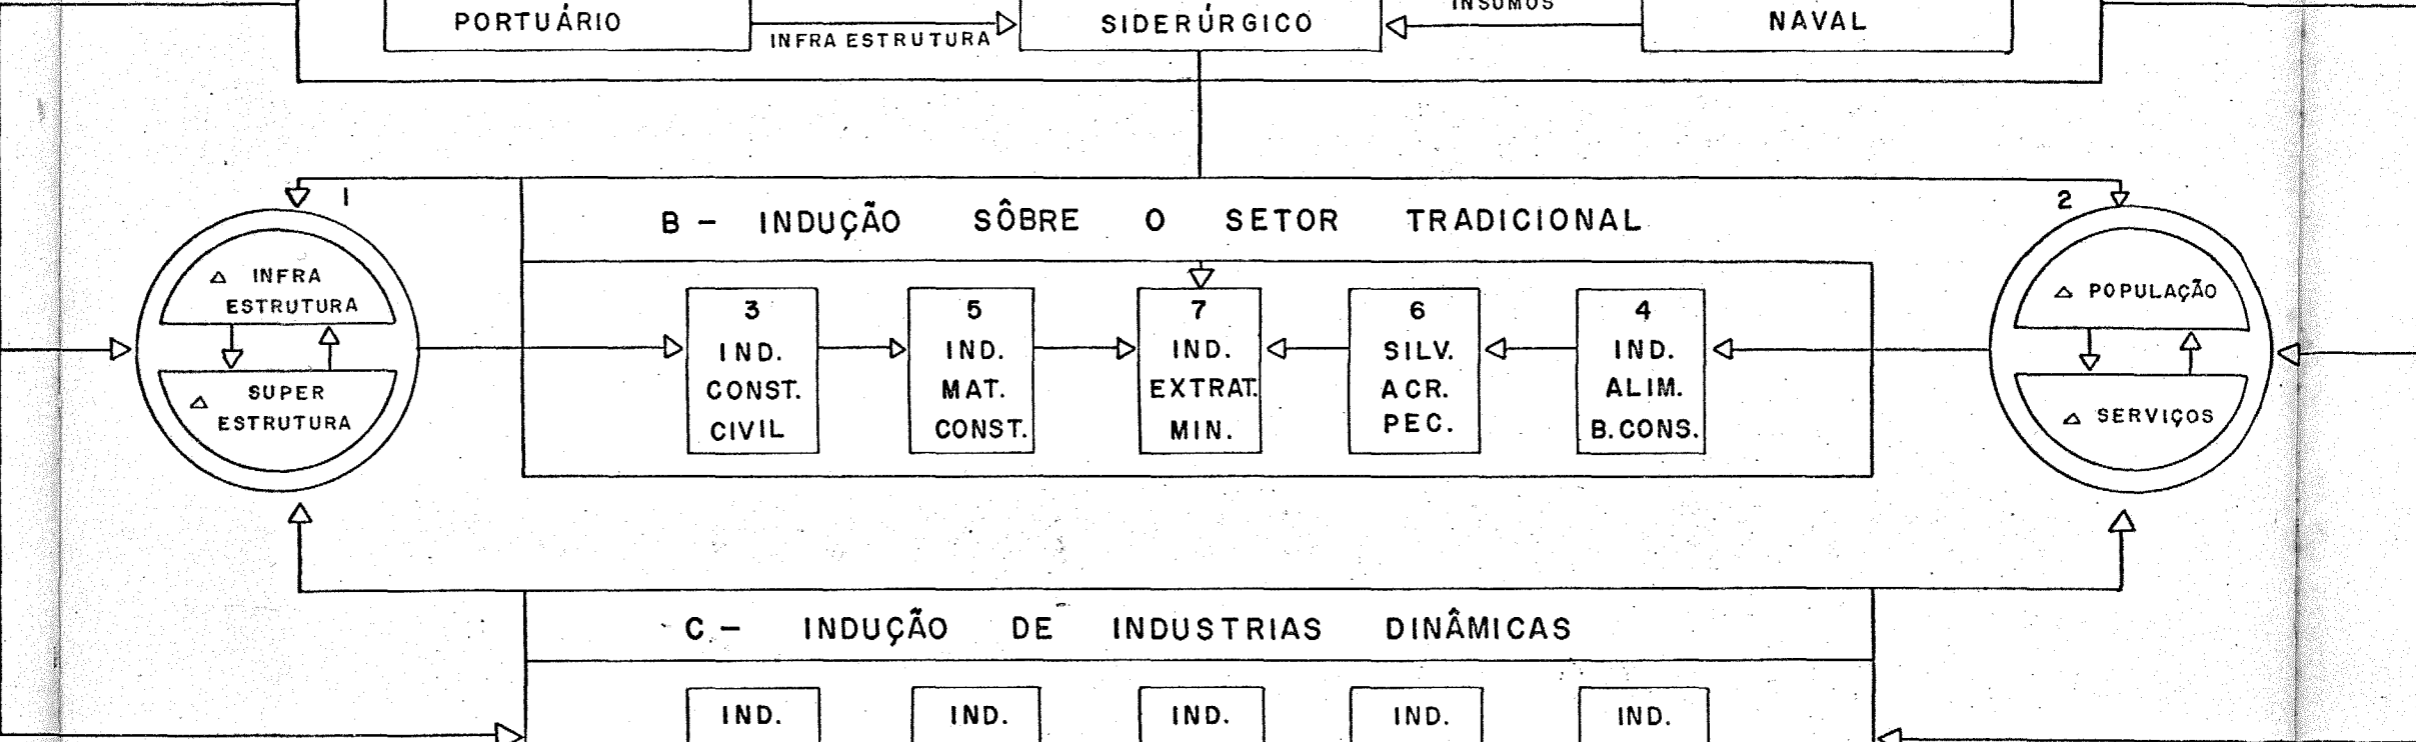 INSUMOS
PORTUÁRIO
SIDERÚRGICO
NAVAL
INFRA ESTRUTURA
1
2
B - INDUÇÃO SÔBRE O SETOR TRADICIONAL
△ INFRA
ESTRUTURA
△ SUPER
ESTRUTURA
3
IND.
CONST.
CIVIL
5
IND.
MAT.
CONST.
7
IND.
EXTRAT.
MIN.
6
SILV.
ACR.
PEC.
4
IND.
ALIM.
B. CONS.
△ POPULAÇÃO
△ SERVIÇOS
C - INDUÇÃO DE INDUSTRIAS DINÂMICAS
IND.
IND.
IND.
IND.
IND.